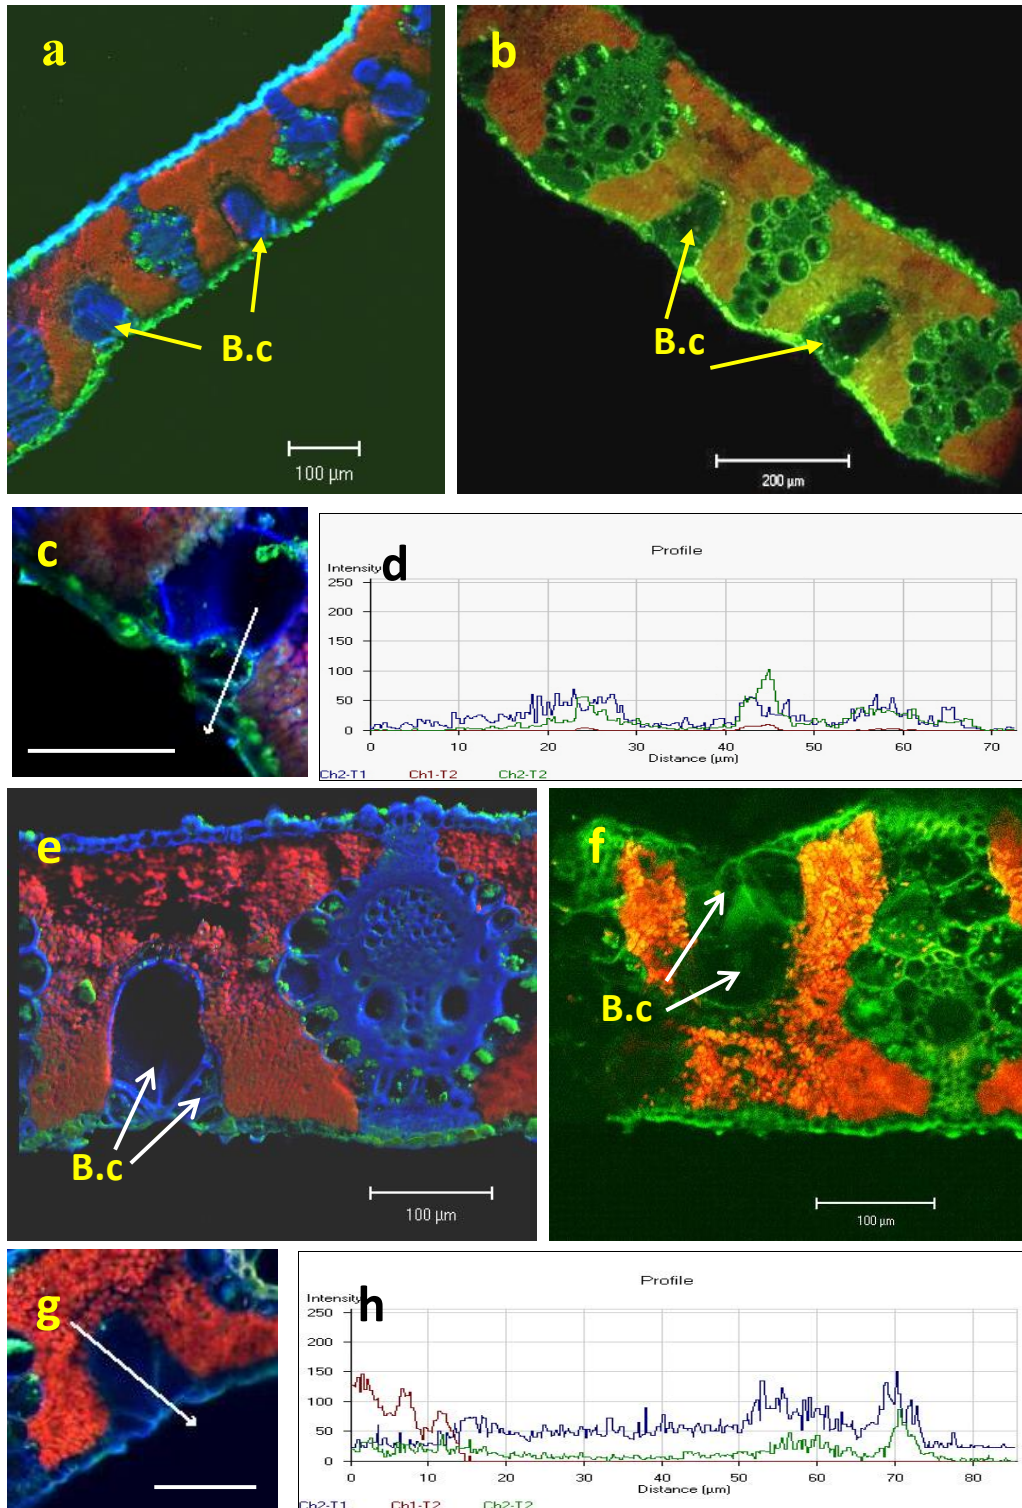 a
B.c
100 µm
b
B.c
200 µm
c
d
Profile
Intensity
250
200
150
100
50
0
0 10 20 30 40 50 60 70
Distance (µm)
Ch2-T1 Ch1-T2 Ch2-T2
e
B.c
100 µm
f
B.c
100 µm
g
h
Profile
Intensity
250
200
150
100
50
0
0 10 20 30 40 50 60 70 80
Distance (µm)
Ch2-T1 Ch1-T2 Ch2-T2